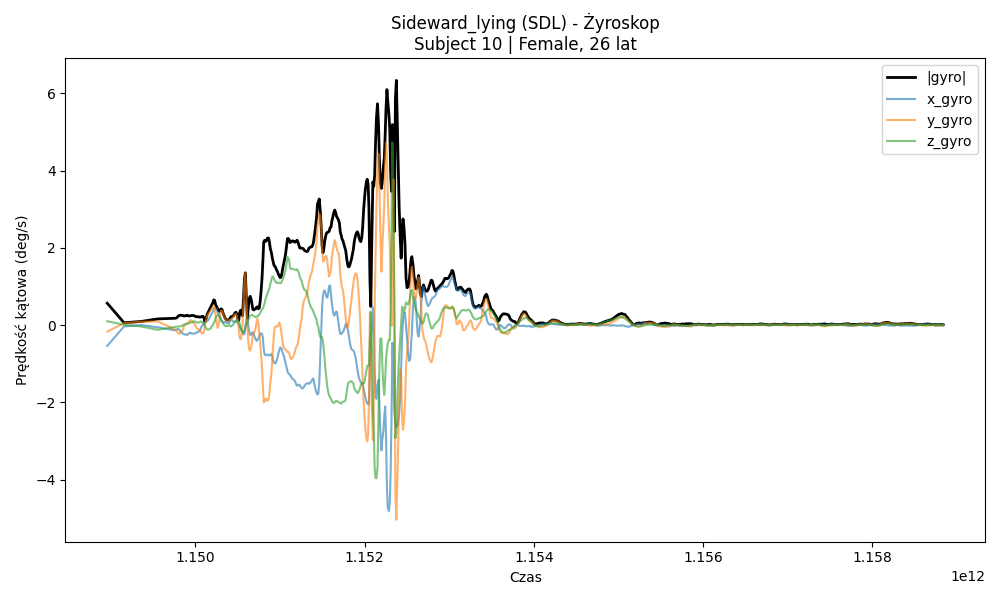 Sideward_lying (SDL) - Żyroskop
Subject 10 | Female, 26 lat
|gyro|
x_gyro
y_gyro
z_gyro
Prędkość kątowa (deg/s)
6
4
2
0
−2
−4
1.150
1.152
1.154
1.156
1.158
1e12
Czas